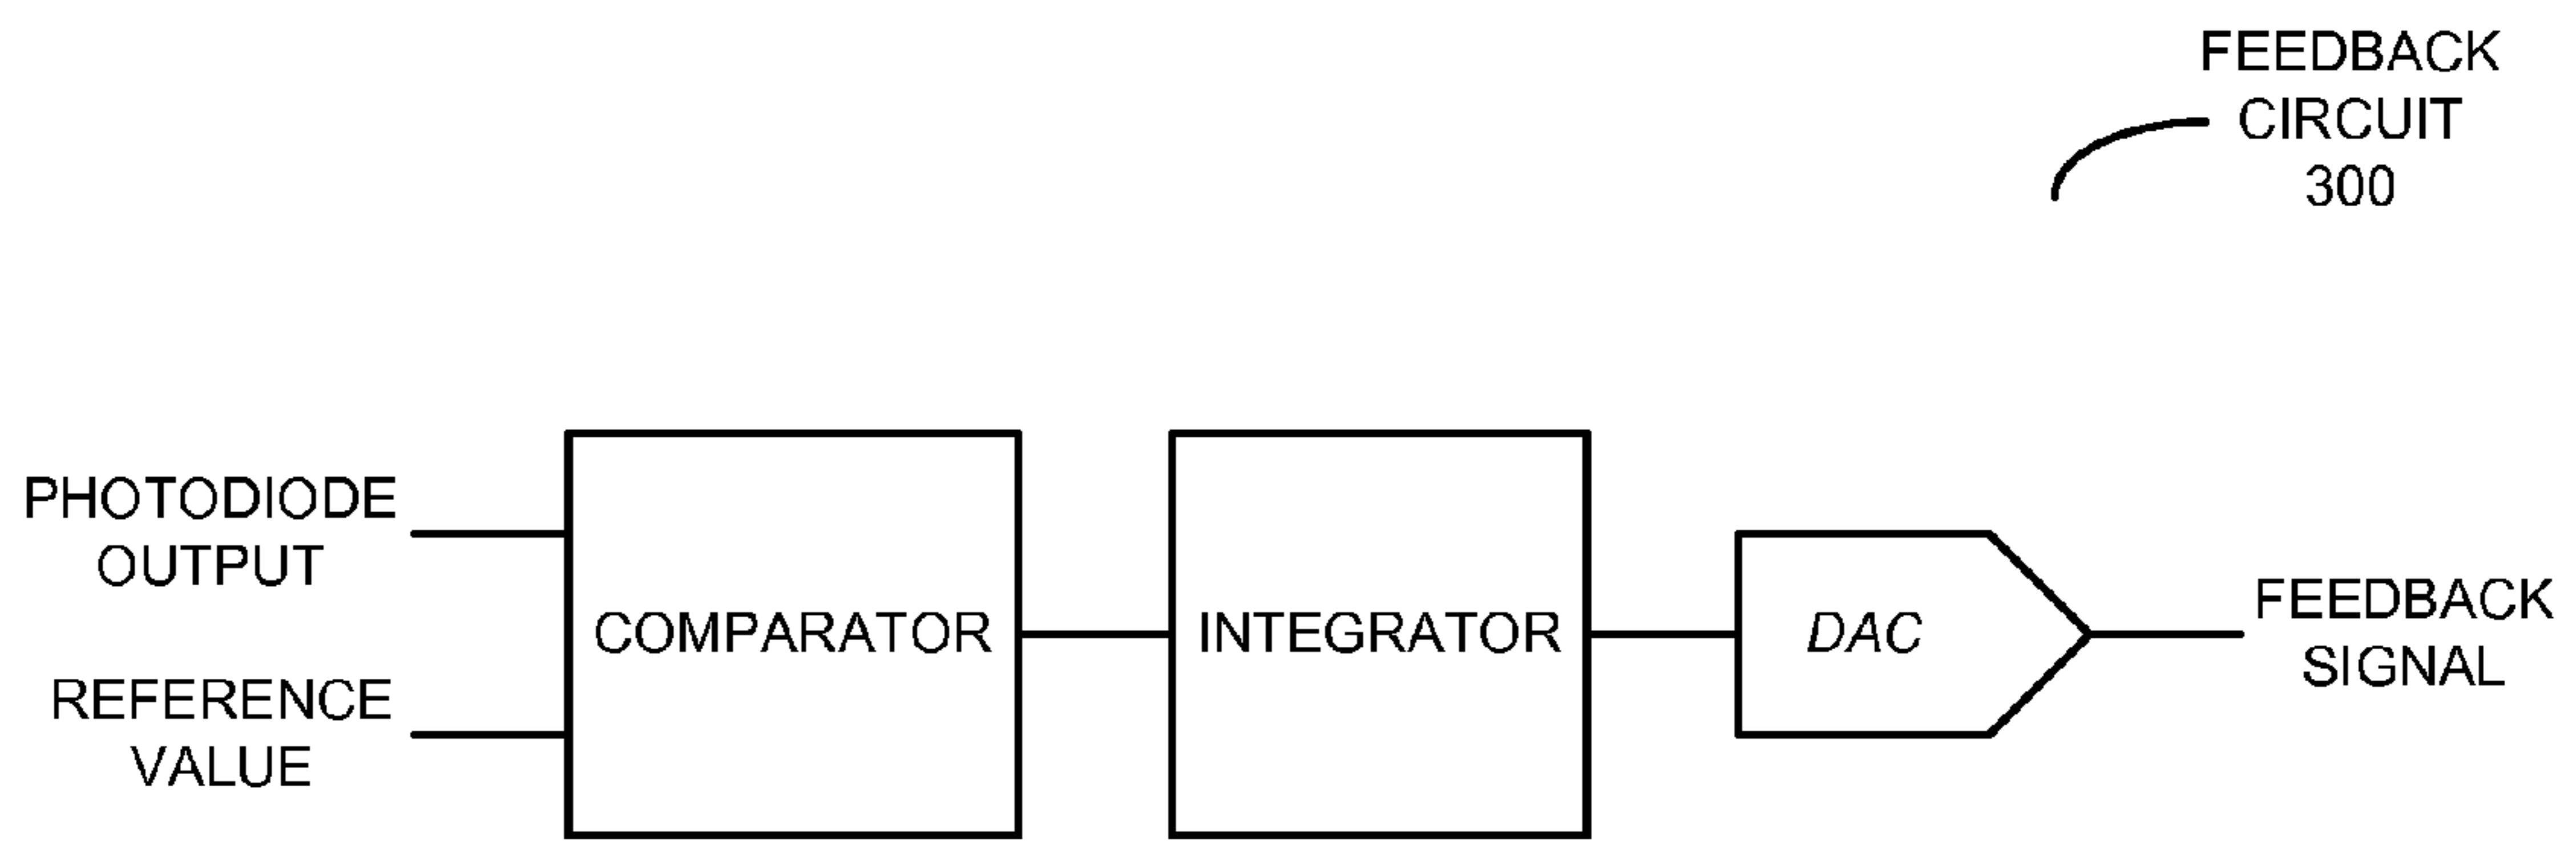 FEEDBACK
CIRCUIT
300
PHOTODIODE
OUTPUT
REFERENCE
VALUE
COMPARATOR
INTEGRATOR
DAC
FEEDBACK
SIGNAL